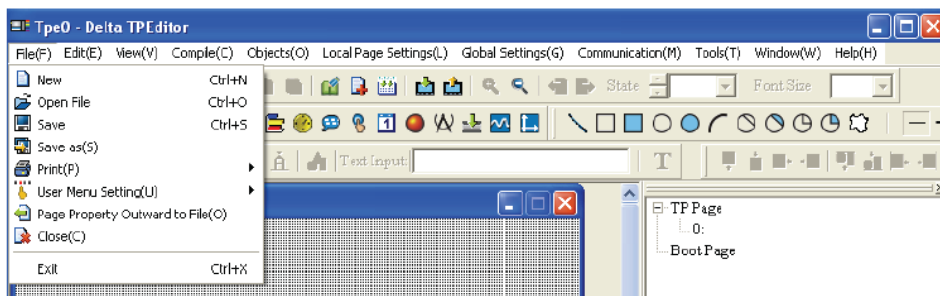 Tpe0 - Delta TPEditor
File(F) Edit(E) View(V) Compile(C) Objects(O) Local Page Settings(L) Global Settings(G) Communication(M) Tools(T) Window(W) Help(H)
New Ctrl+N
State Font Size
Open File Ctrl+O
Save Ctrl+S
Save as(S)
Print(P)
Text Input:
User Menu Setting(U)
TP Page
Page Property Outward to File(O)
0:
Close(C)
Boot Page
Exit Ctrl+X